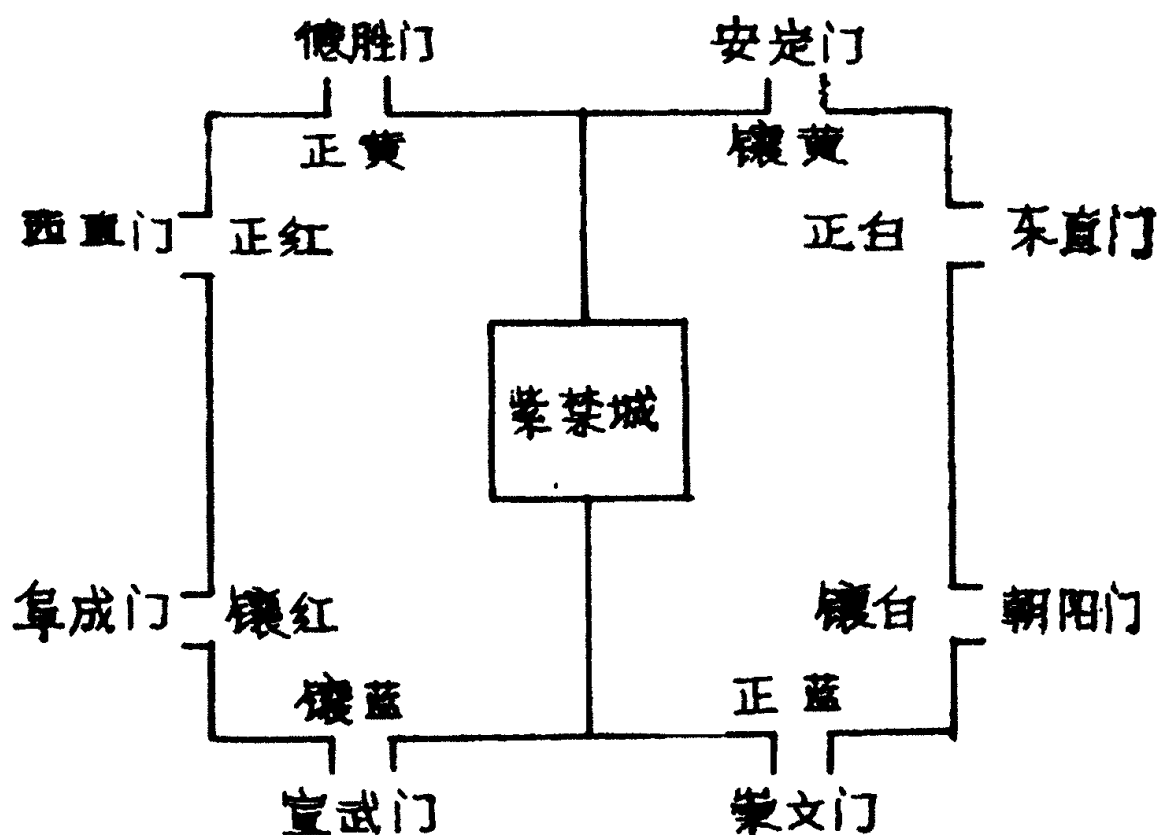 德胜门 安定门
正黄 镶黄
西直门 正红 正白 东直门
紫禁城
阜成门 镶红 镶白 朝阳门
镶蓝 正蓝
宣武门 崇文门